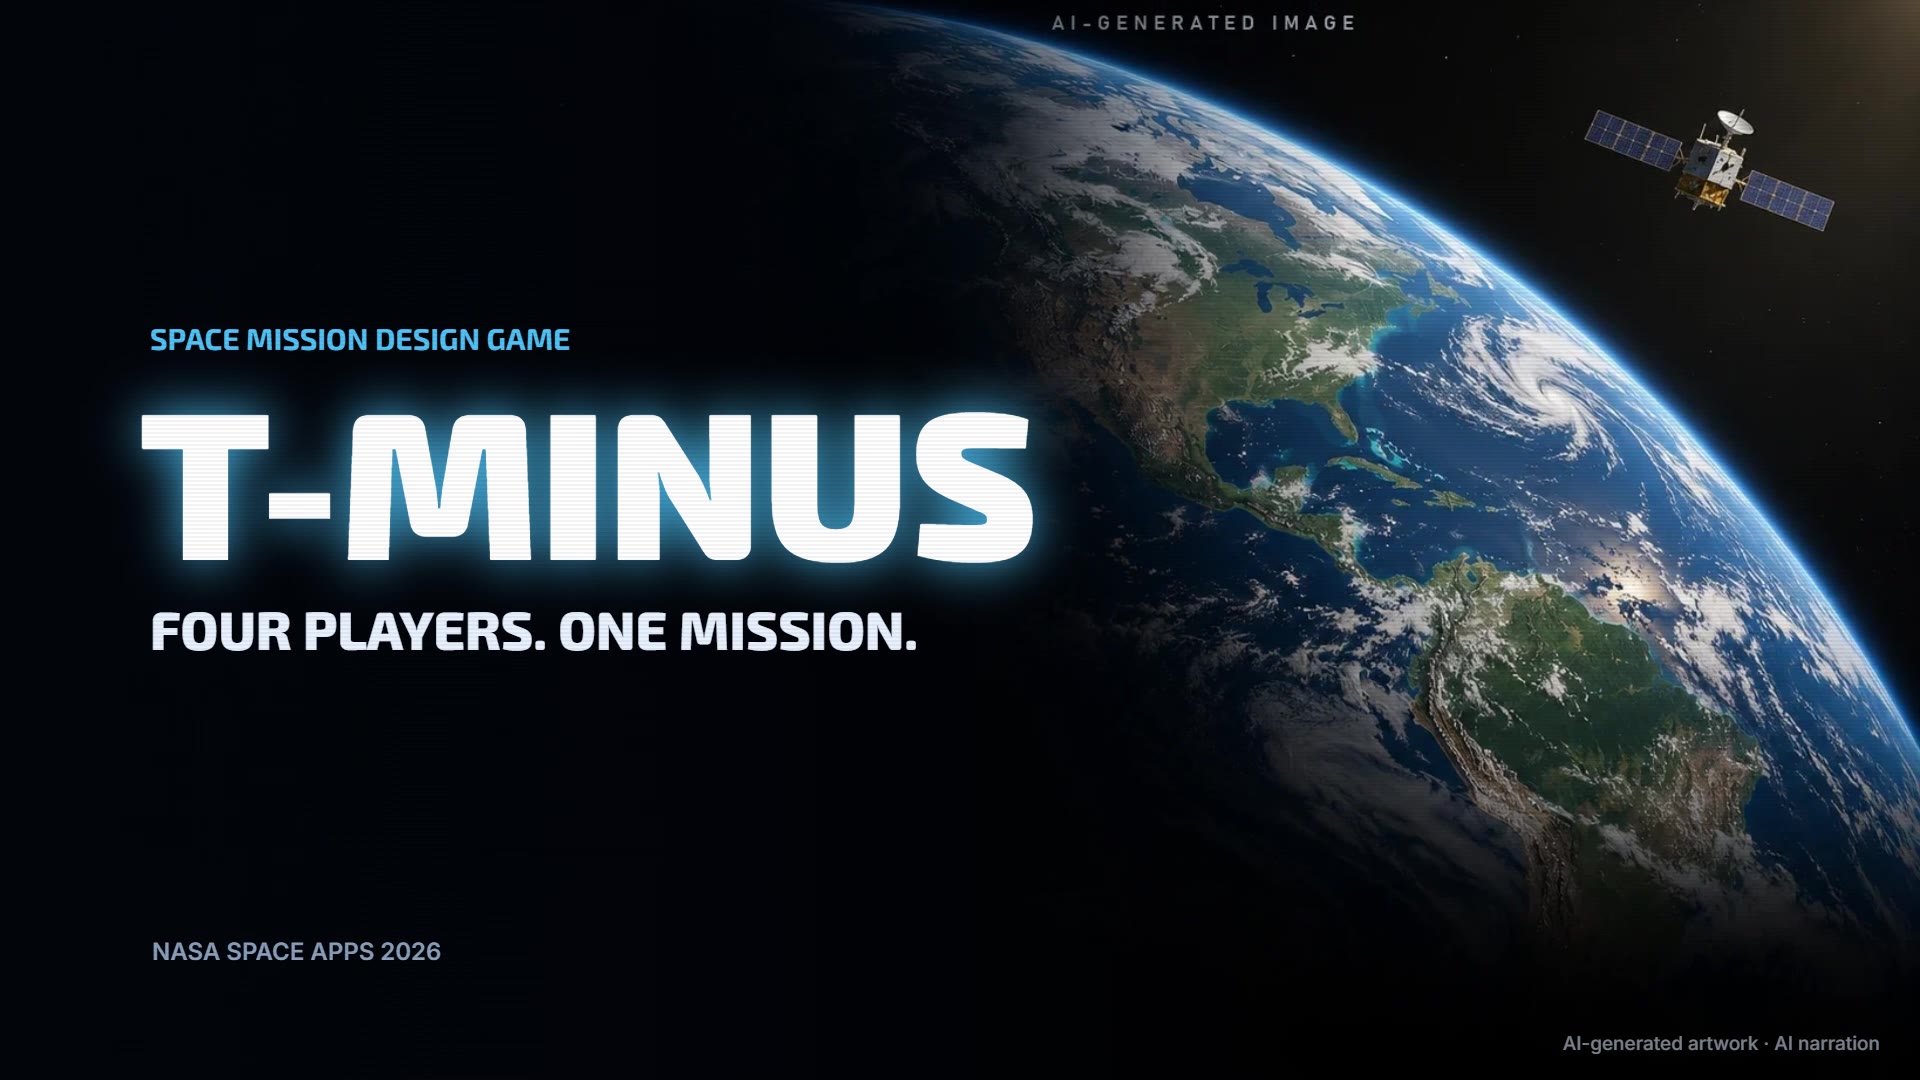 AI-GENERATED IMAGE
SPACE MISSION DESIGN GAME
T-MINUS
FOUR PLAYERS. ONE MISSION.
NASA SPACE APPS 2026
AI-generated artwork · AI narration